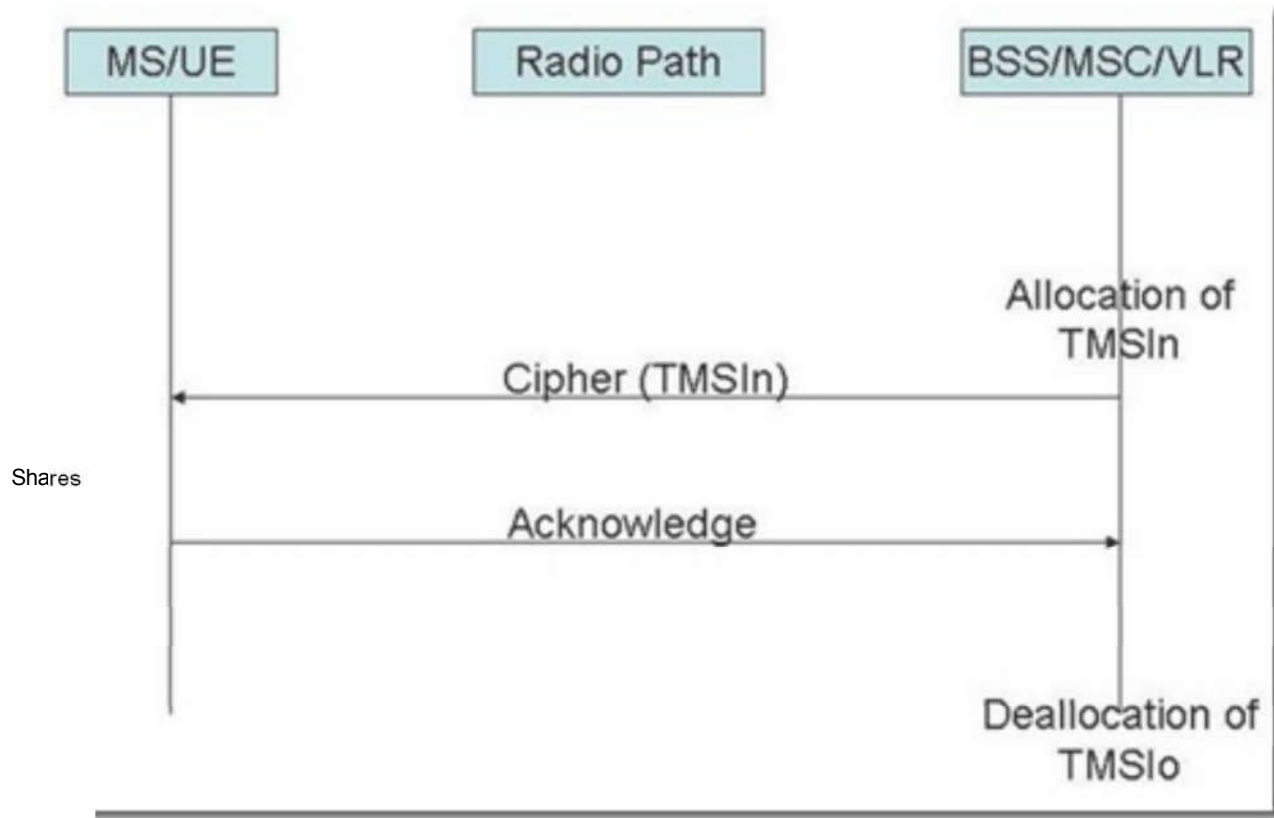 MS/UE
Radio Path
BSS/MSC/VLR
Allocation of
TMSIn
Cipher (TMSIn)
Shares
Acknowledge
Deallocation of
TMSIo